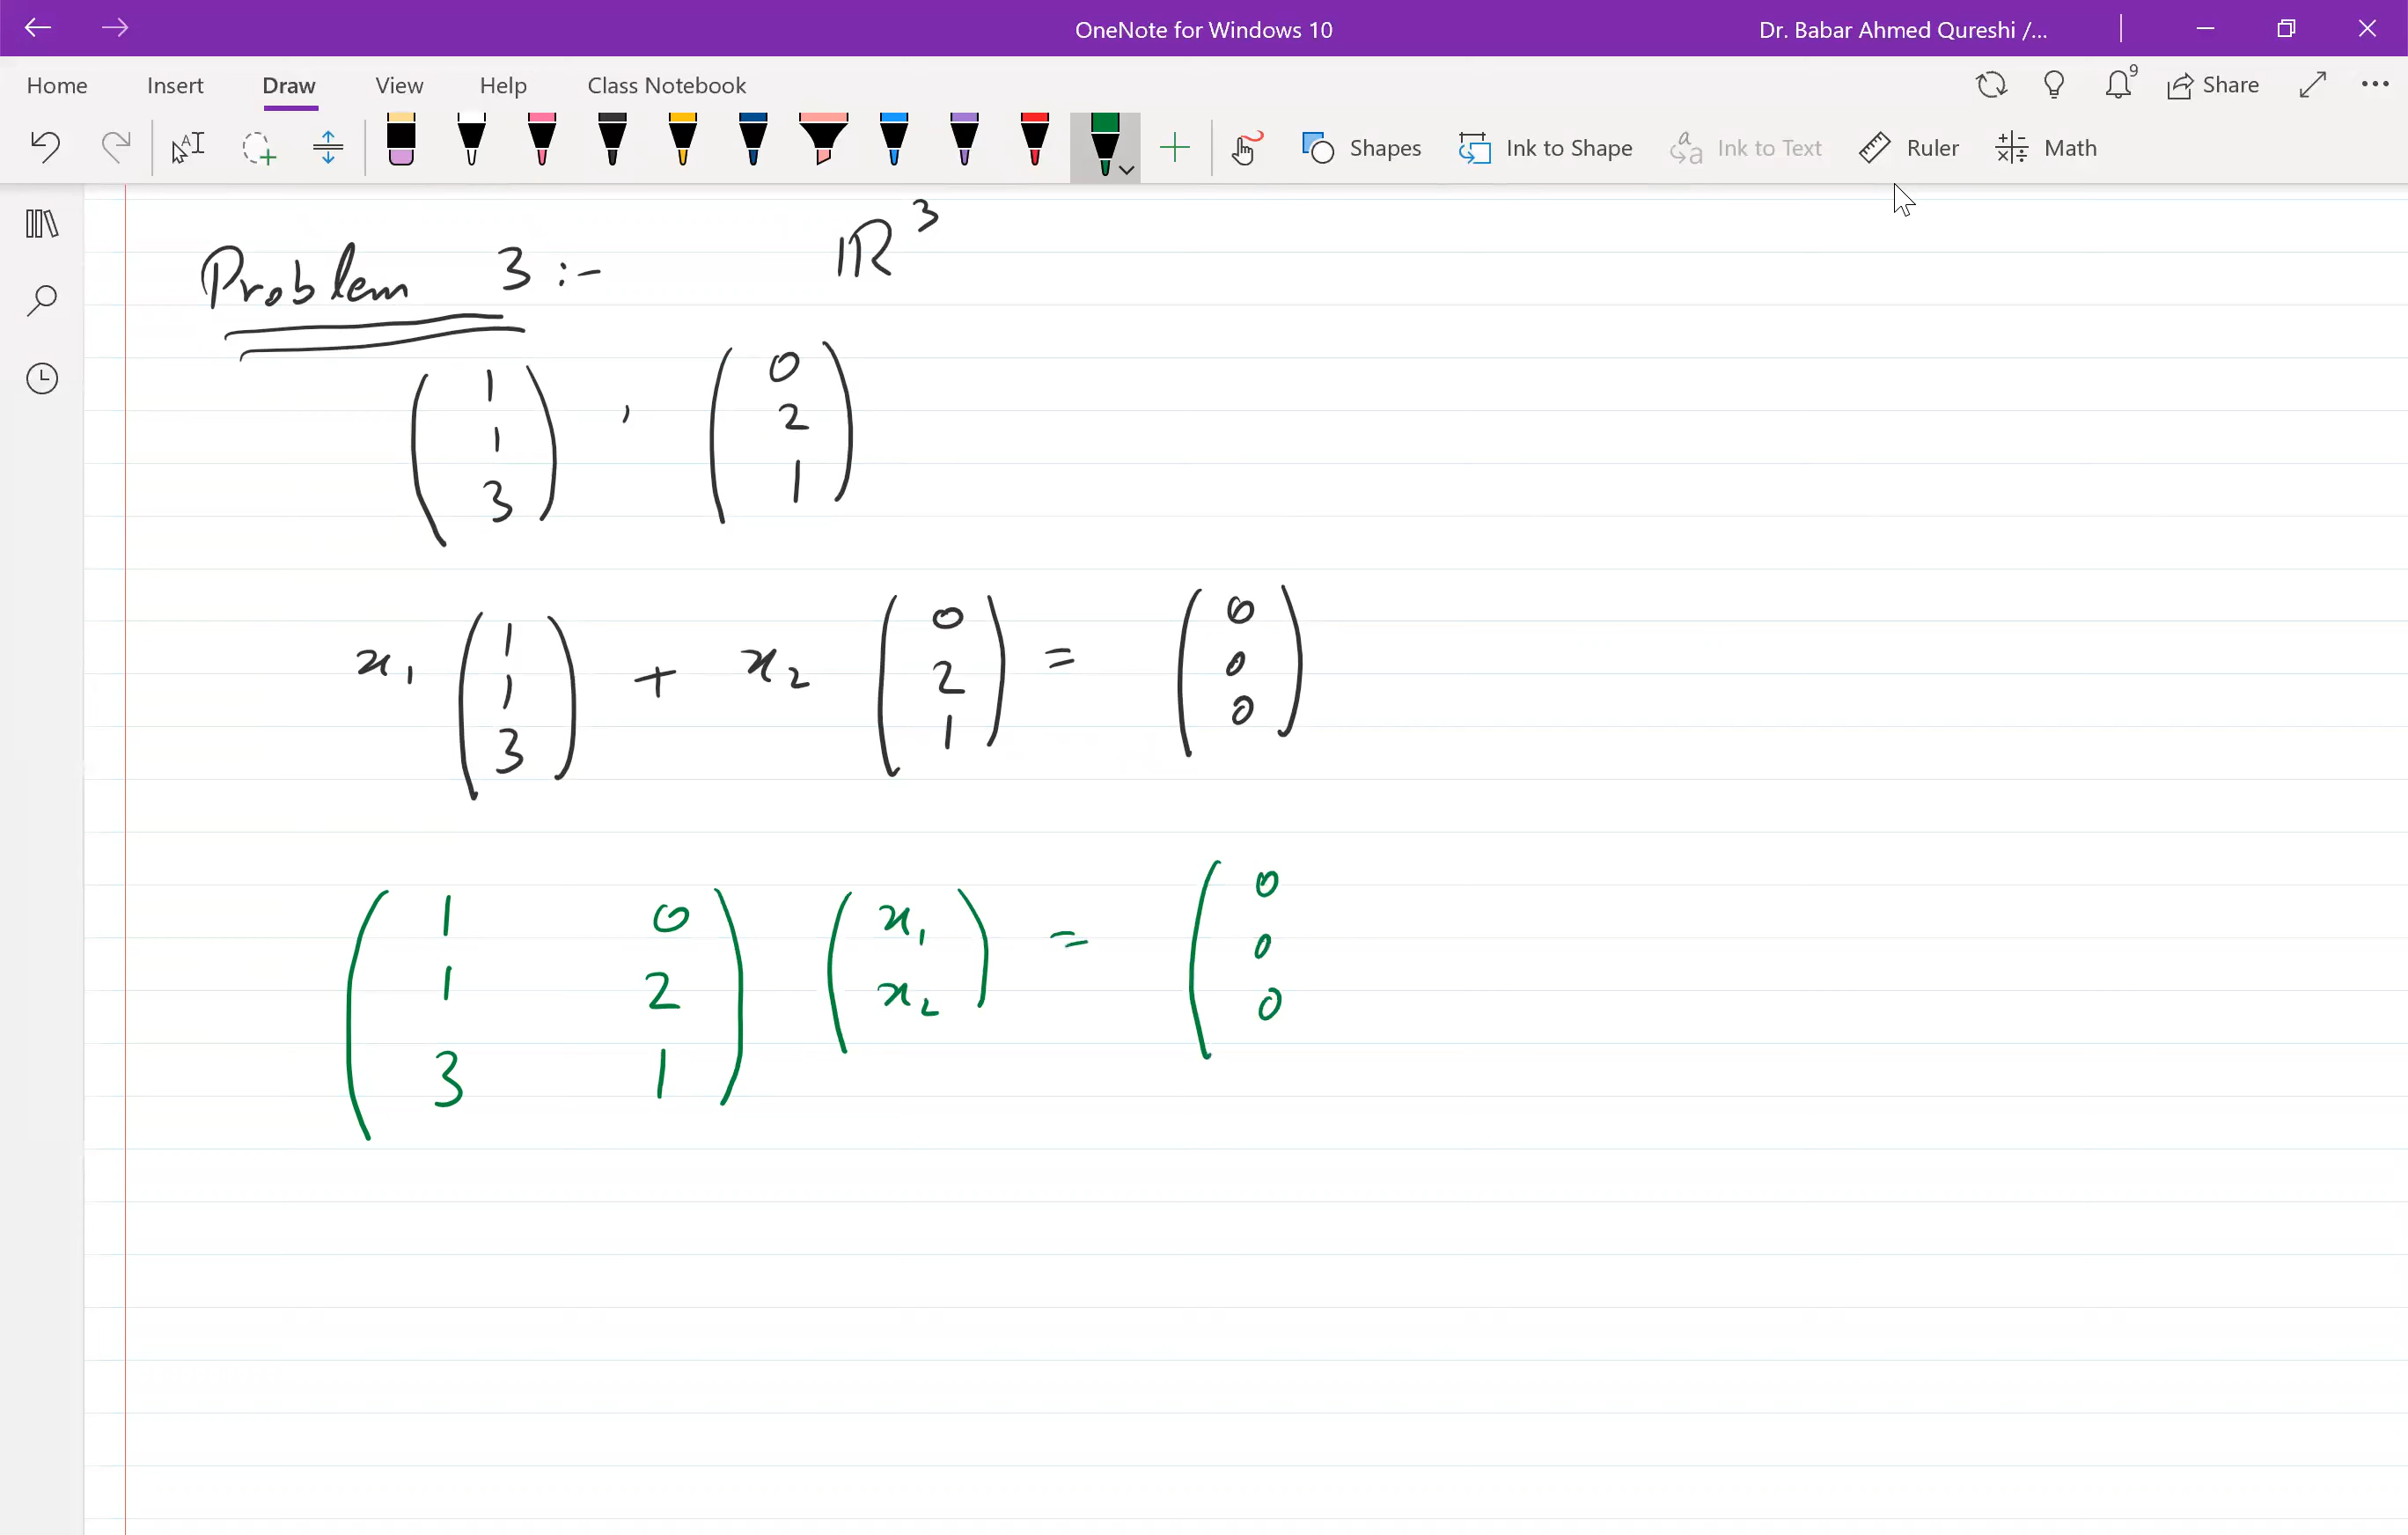 OneNote for Windows 10 Dr. Babar Ahmed Qureshi /...
Home Insert Draw View Help Class Notebook 9 Share
Shapes Ink to Shape Ink to Text Ruler Math
Problem 3 :- ℝ³
( 1 ) , ( 0 )
( 1 ) ( 2 )
( 3 ) ( 1 )
x₁ ( 1 ) + x₂ ( 0 ) = ( 0 )
( 1 ) ( 2 ) ( 0 )
( 3 ) ( 1 ) ( 0 )
( 1 0 ) ( x₁ ) = ( 0
( 1 2 ) ( x₂ ) ( 0
( 3 1 ) ( 0